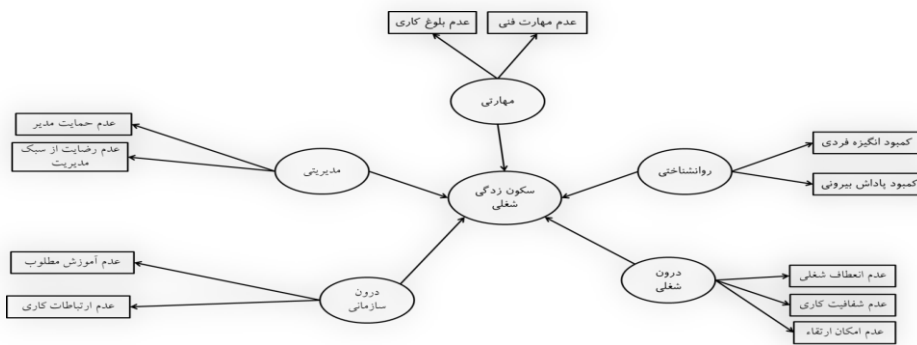 عدم مهارت فنی
عدم بلوغ کاری
مهارتی
عدم حمایت مدیر
عدم رضایت از سبک
مدیریت
مدیریتی
کمبود انگیزه فردی
کمبود پاداش بیرونی
روانشناختی
سکون زدگی
شغلی
عدم آموزش مطلوب
عدم ارتباطات کاری
درون
سازمانی
درون
شغلی
عدم انعطاف شغلی
عدم شفافیت کاری
عدم امکان ارتقاء